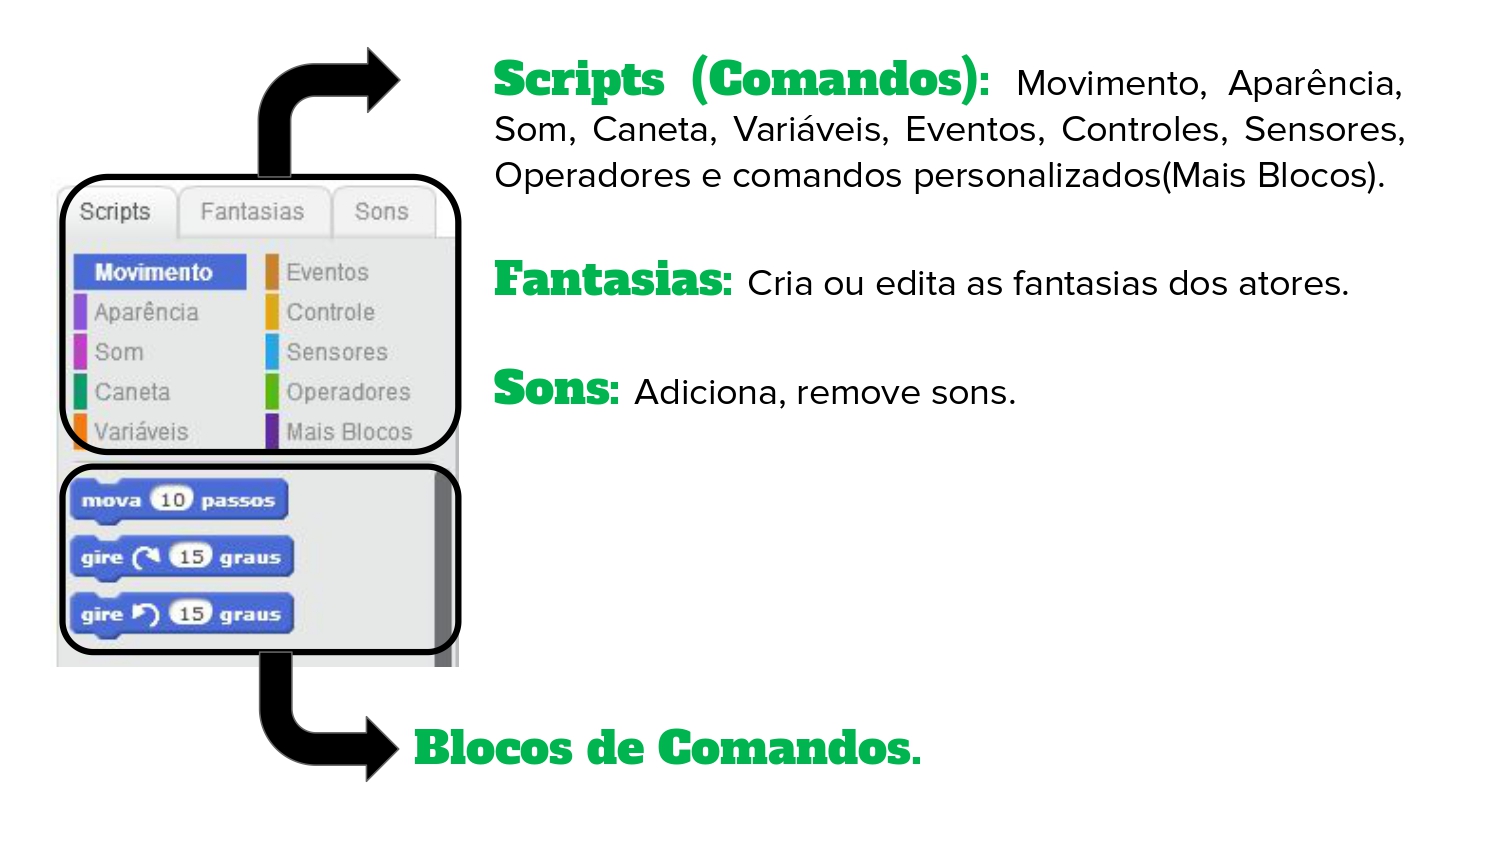 Scripts (Comandos): Movimento, Aparência,
Som, Caneta, Variáveis, Eventos, Controles, Sensores,
Operadores e comandos personalizados(Mais Blocos).
Fantasias: Cria ou edita as fantasias dos atores.
Sons: Adiciona, remove sons.
Scripts Fantasias Sons
Movimento Eventos
Aparência Controle
Som Sensores
Caneta Operadores
Variáveis Mais Blocos
mova 10 passos
gire 15 graus
gire 15 graus
Blocos de Comandos.